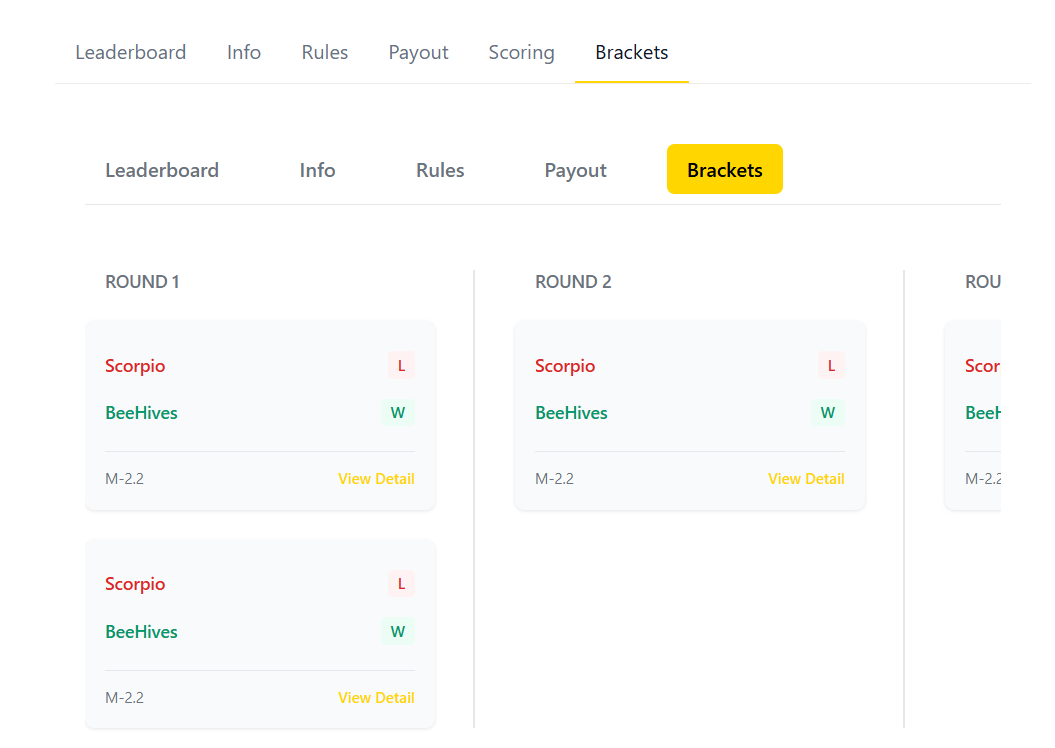 Leaderboard Info Rules Payout Scoring Brackets
Leaderboard Info Rules Payout Brackets
ROUND 1
Scorpio L
BeeHives W
M-2.2 View Detail
Scorpio L
BeeHives W
M-2.2 View Detail
ROUND 2
Scorpio L
BeeHives W
M-2.2 View Detail
ROU
Scor
BeeH
M-2.2